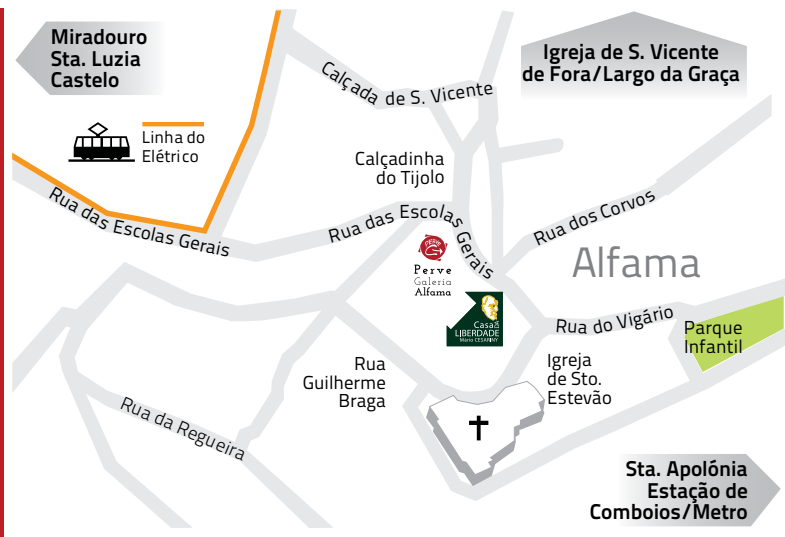 Miradouro
Sta. Luzia
Castelo
Igreja de S. Vicente
de Fora/Largo da Graça
Calçada de S. Vicente
Linha do
Elétrico
Calçadinha
do Tijolo
Rua das Escolas Gerais
Rua das Escolas Gerais
Rua dos Corvos
Alfama
PERVE
Perve
Galeria
Alfama
Casa da
LIBERDADE
Mário CESARINY
Rua do Vigário
Parque
Infantil
Rua
Guilherme
Braga
Igreja
de Sto.
Estevão
Rua da Regueira
Sta. Apolónia
Estação de
Comboios/Metro